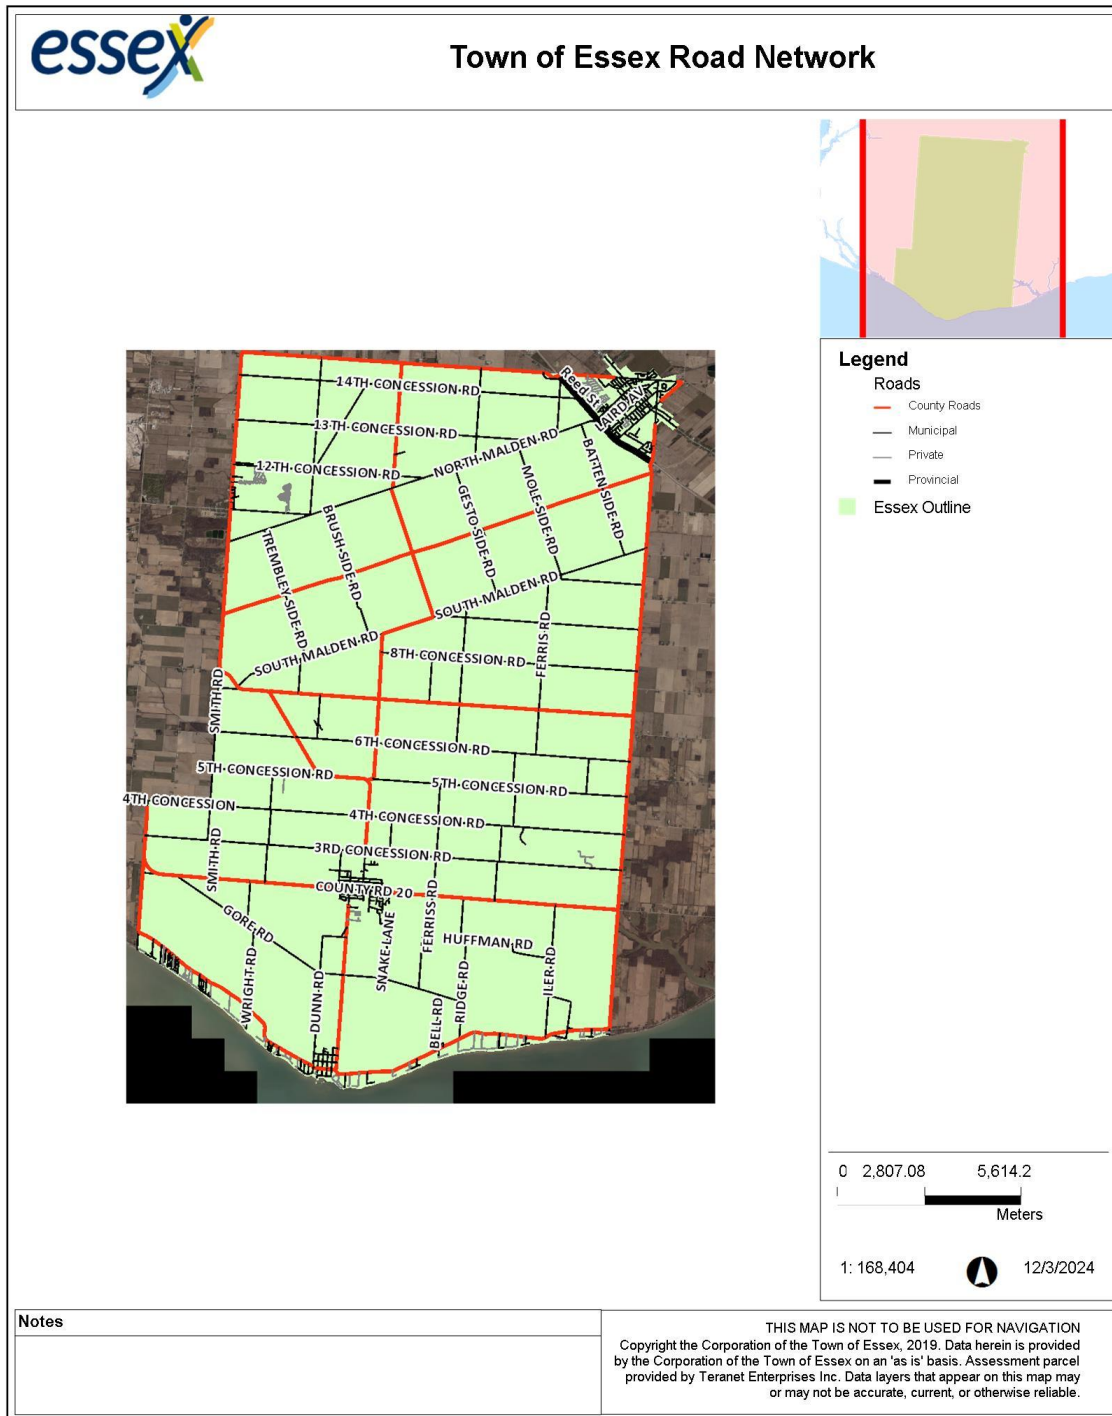 essex
Town of Essex Road Network
Legend
Roads
County Roads
Municipal
Private
Provincial
Essex Outline
14TH CONCESSION RD
Reed St
LAIRD AV
13TH CONCESSION RD
NORTH MALDEN RD
BATTEN SIDE RD
12TH CONCESSION RD
MOLE SIDE RD
GESTO SIDE RD
BRUSH SIDE RD
TREMBLEY SIDE RD
SOUTH MALDEN RD
SOUTH MALDEN RD
FERRIS RD
8TH CONCESSION RD
SMITH RD
6TH CONCESSION RD
5TH CONCESSION RD
5TH CONCESSION RD
4TH CONCESSION
4TH CONCESSION RD
3RD CONCESSION RD
SMITH RD
COUNTY RD 20
GORE RD
FERRISS RD
HUFFMAN RD
SNAKE LANE
WRIGHT RD
DUNN RD
BELL RD
RIDGE RD
ILER RD
0 2,807.08 5,614.2
Meters
1: 168,404
12/3/2024
Notes
THIS MAP IS NOT TO BE USED FOR NAVIGATION
Copyright the Corporation of the Town of Essex, 2019. Data herein is provided
by the Corporation of the Town of Essex on an 'as is' basis. Assessment parcel
provided by Teranet Enterprises Inc. Data layers that appear on this map may
or may not be accurate, current, or otherwise reliable.